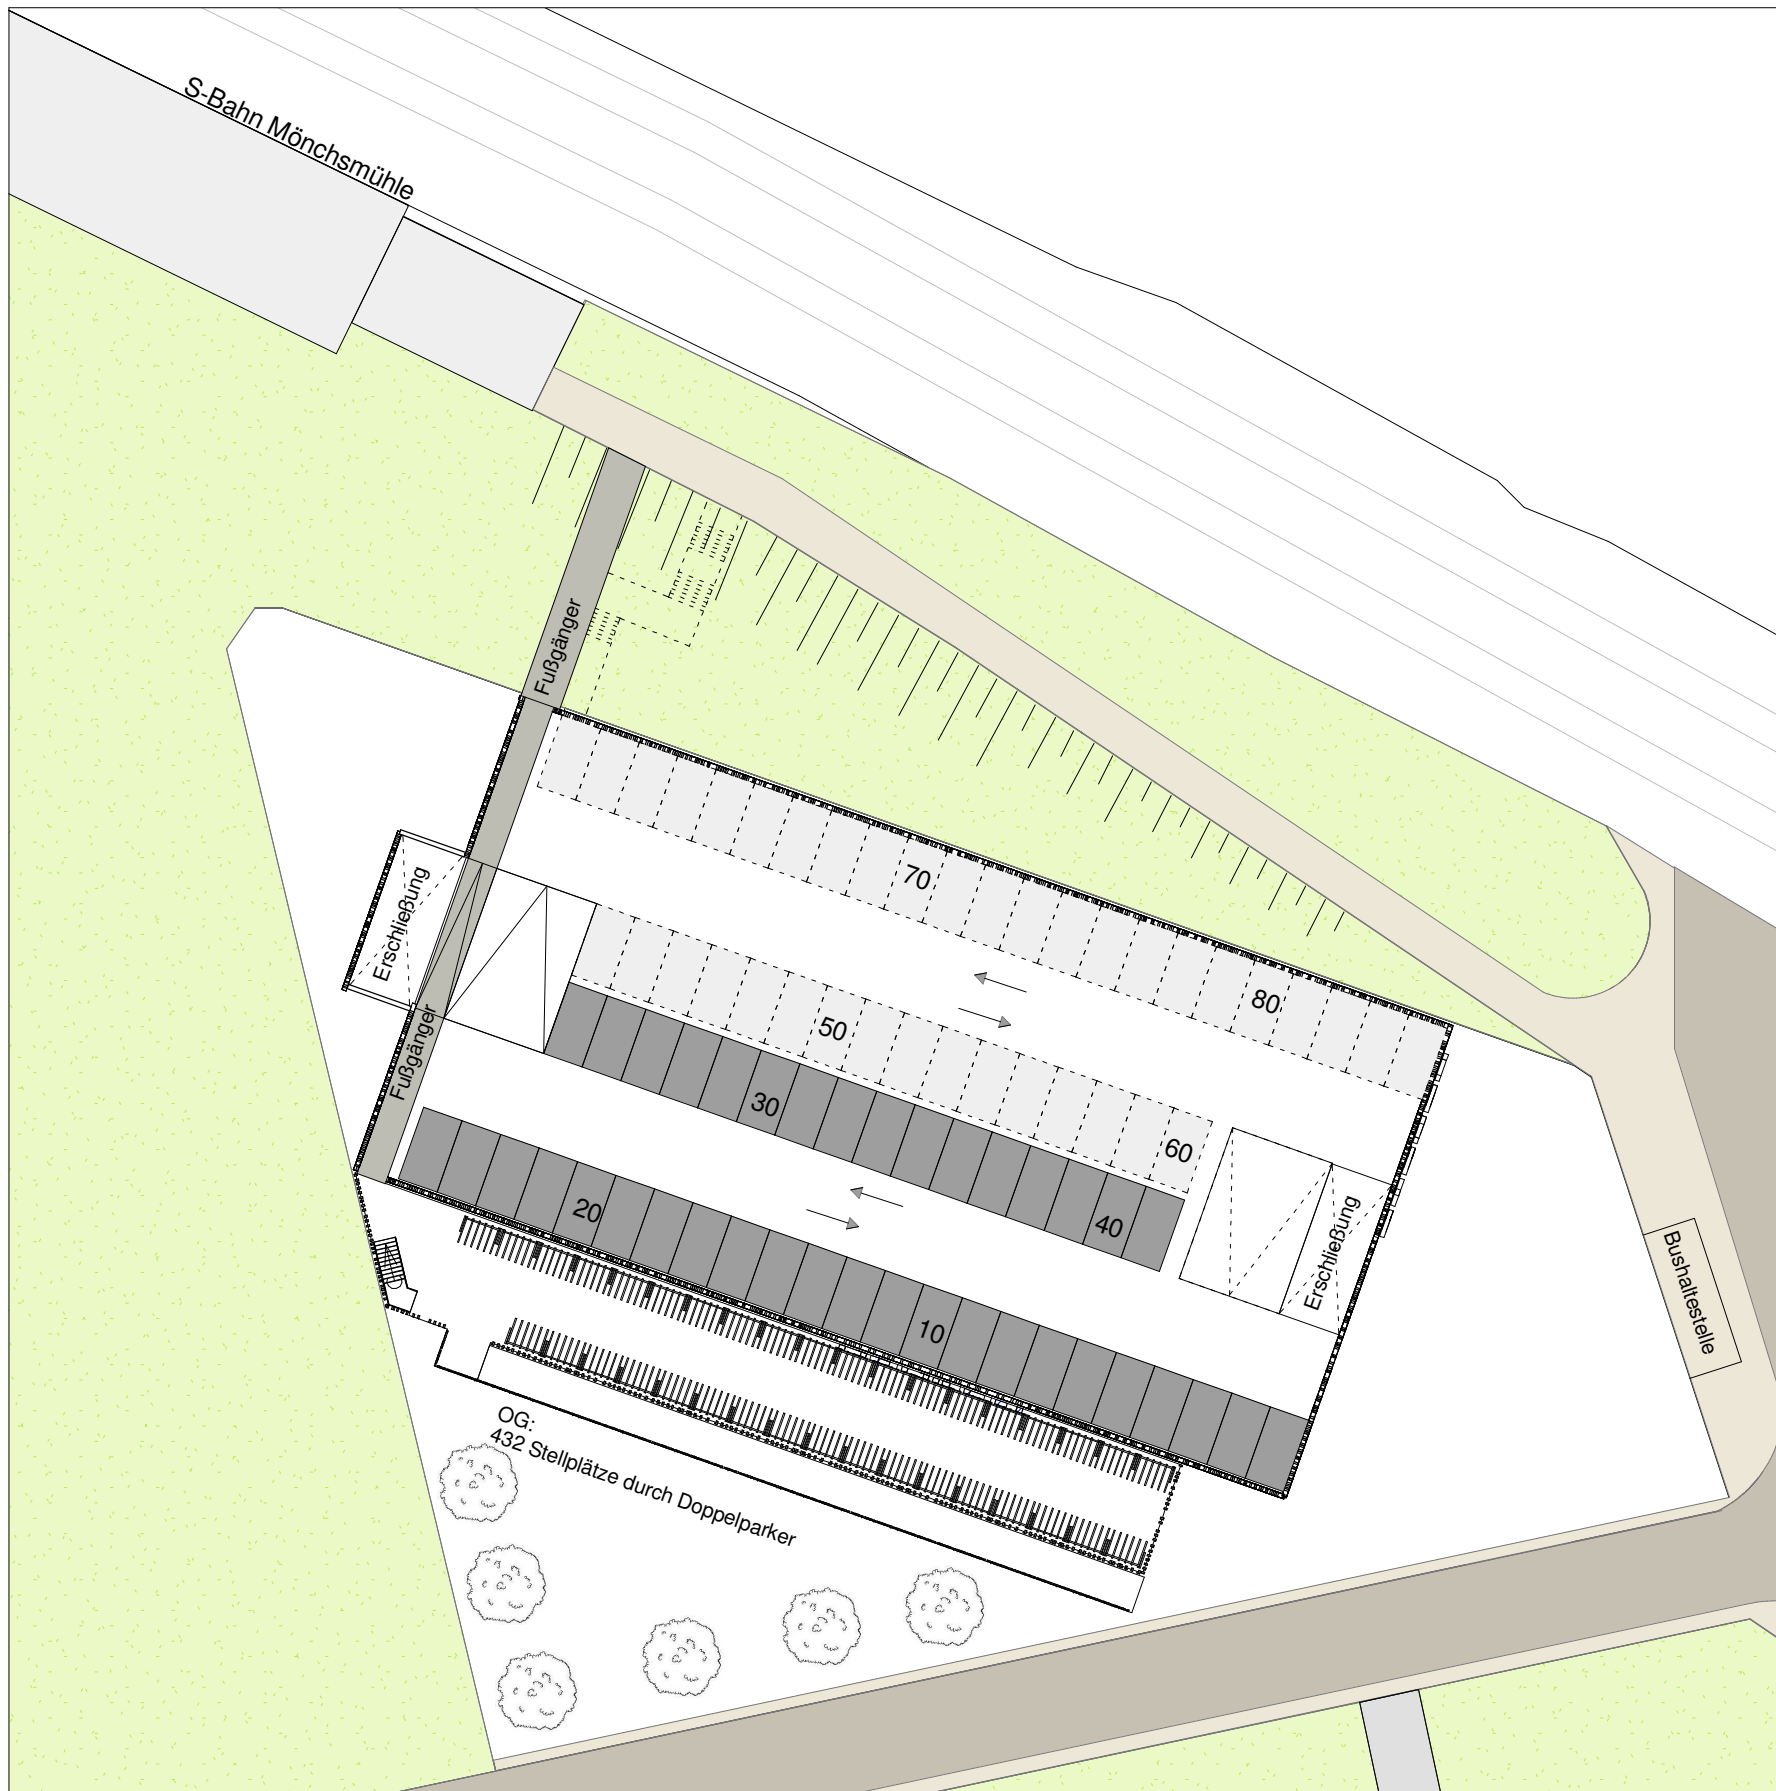 S-Bahn Mönchsmühle
Fußgänger
70
Erschließung
80
50
Fußgänger
30
60
20
40
Erschließung
10
Bushaltestelle
OG:
432 Stellplätze durch Doppelparker